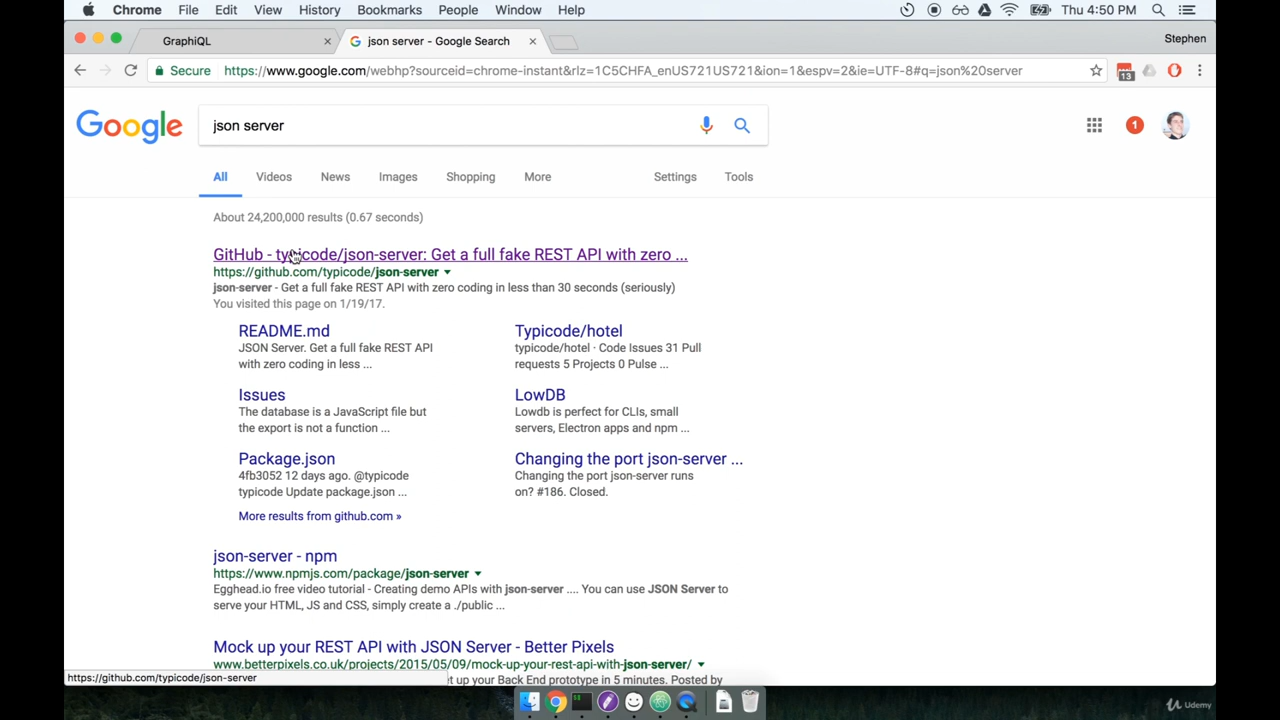 Chrome File Edit View History Bookmarks People Window Help Thu 4:50 PM
GraphiQL × json server - Google Search × Stephen
Secure https://www.google.com/webhp?sourceid=chrome-instant&rlz=1C5CHFA_enUS721US721&ion=1&espv=2&ie=UTF-8#q=json%20server 13
Google json server 1
All Videos News Images Shopping More Settings Tools
About 24,200,000 results (0.67 seconds)
GitHub - typicode/json-server: Get a full fake REST API with zero ...
https://github.com/typicode/json-server
json-server - Get a full fake REST API with zero coding in less than 30 seconds (seriously)
You visited this page on 1/19/17.
README.md
JSON Server. Get a full fake REST API
with zero coding in less ...
Typicode/hotel
typicode/hotel · Code Issues 31 Pull
requests 5 Projects 0 Pulse ...
Issues
The database is a JavaScript file but
the export is not a function ...
LowDB
Lowdb is perfect for CLIs, small
servers, Electron apps and npm ...
Package.json
4fb3052 12 days ago. @typicode
typicode Update package.json ...
Changing the port json-server ...
Changing the port json-server runs
on? #186. Closed.
More results from github.com »
json-server - npm
https://www.npmjs.com/package/json-server
Egghead.io free video tutorial - Creating demo APIs with json-server .... You can use JSON Server to
serve your HTML, JS and CSS, simply create a ./public ...
Mock up your REST API with JSON Server - Better Pixels
www.betterpixels.co.uk/projects/2015/05/09/mock-up-your-rest-api-with-json-server/
https://github.com/typicode/json-server
et up your Back End prototype in 5 minutes. Posted by
Udemy